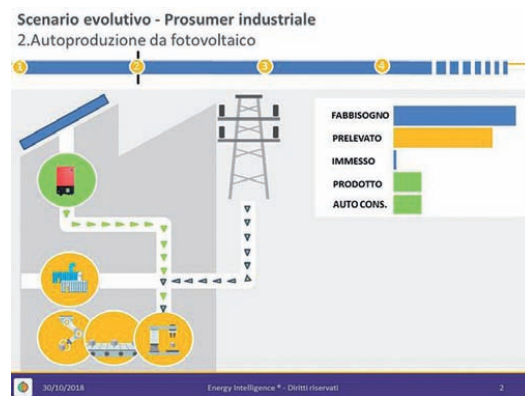 Scenario evolutivo - Prosumer industriale
2.Autoproduzione da fotovoltaico
1 2 3 4
FABBISOGNO
PRELEVATO
IMMESSO
PRODOTTO
AUTO CONS.
30/10/2018 Energy Intelligence ® - Diritti riservati 2